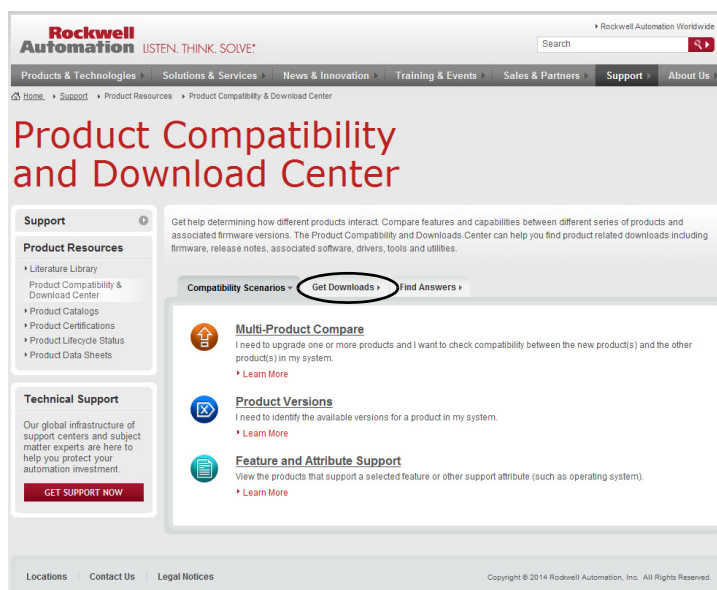 Rockwell Automation Worldwide
Rockwell
Automation LISTEN. THINK. SOLVE.®
Search
Products & Technologies Solutions & Services News & Innovation Training & Events Sales & Partners Support About Us
Home Support Product Resources Product Compatibility & Download Center
Product Compatibility
and Download Center
Support
Product Resources
Literature Library
Product Compatibility &
Download Center
Product Catalogs
Product Certifications
Product Lifecycle Status
Product Data Sheets
Technical Support
Our global infrastructure of
support centers and subject
matter experts are here to
help you protect your
automation investment.
GET SUPPORT NOW
Get help determining how different products interact. Compare features and capabilities between different series of products and
associated firmware versions. The Product Compatibility and Downloads Center can help you find product related downloads including
firmware, release notes, associated software, drivers, tools and utilities.
Compatibility Scenarios Get Downloads Find Answers
Multi-Product Compare
I need to upgrade one or more products and I want to check compatibility between the new product(s) and the other
product(s) in my system.
Learn More
Product Versions
I need to identify the available versions for a product in my system.
Learn More
Feature and Attribute Support
View the products that support a selected feature or other support attribute (such as operating system).
Learn More
Locations Contact Us Legal Notices Copyright © 2014 Rockwell Automation, Inc. All Rights Reserved.